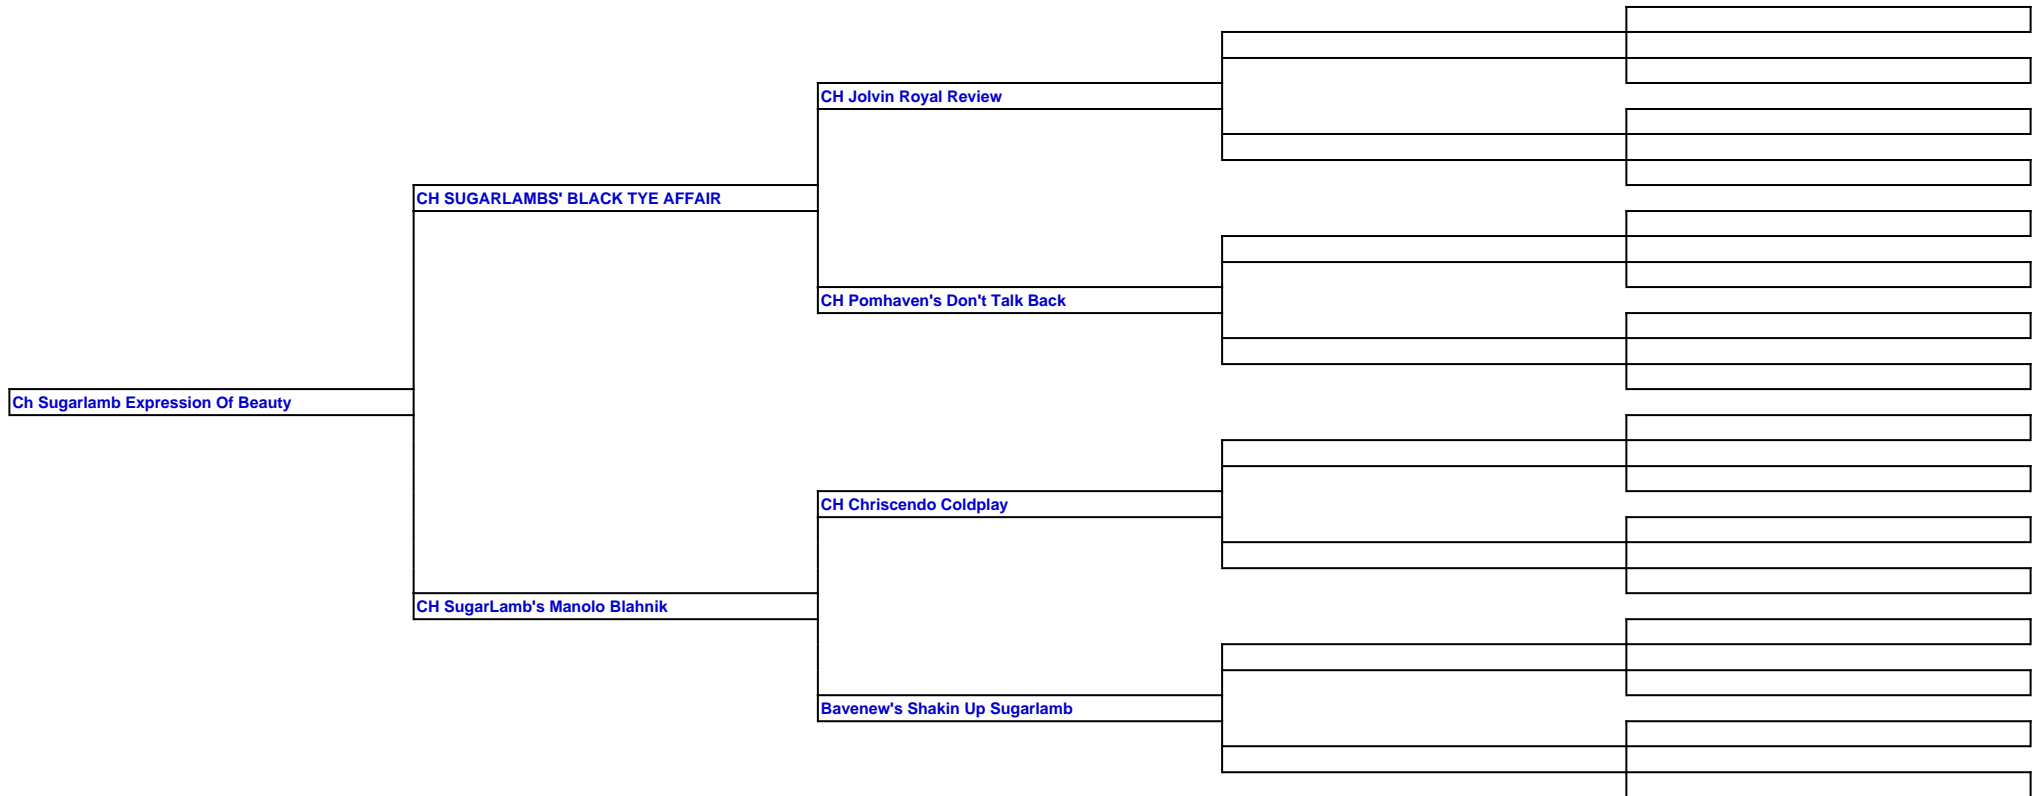 CH Jolvin Royal Review
CH SUGARLAMBS' BLACK TYE AFFAIR
CH Pomhaven's Don't Talk Back
Ch Sugarlamb Expression Of Beauty
CH Chriscendo Coldplay
CH SugarLamb's Manolo Blahnik
Bavenew's Shakin Up Sugarlamb